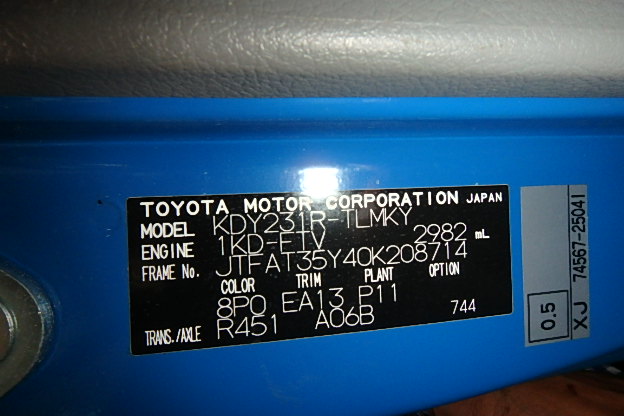 TOYOTA MOTOR CORPORATION JAPAN
MODEL KDY231R-TLMKY
ENGINE 1KD-FTV 2982 mL
FRAME No. JTFAT35Y40K208714
COLOR TRIM PLANT OPTION
8P0 EA13 P11
TRANS./AXLE R451 A06B 744
0.5
XJ 74567-25041